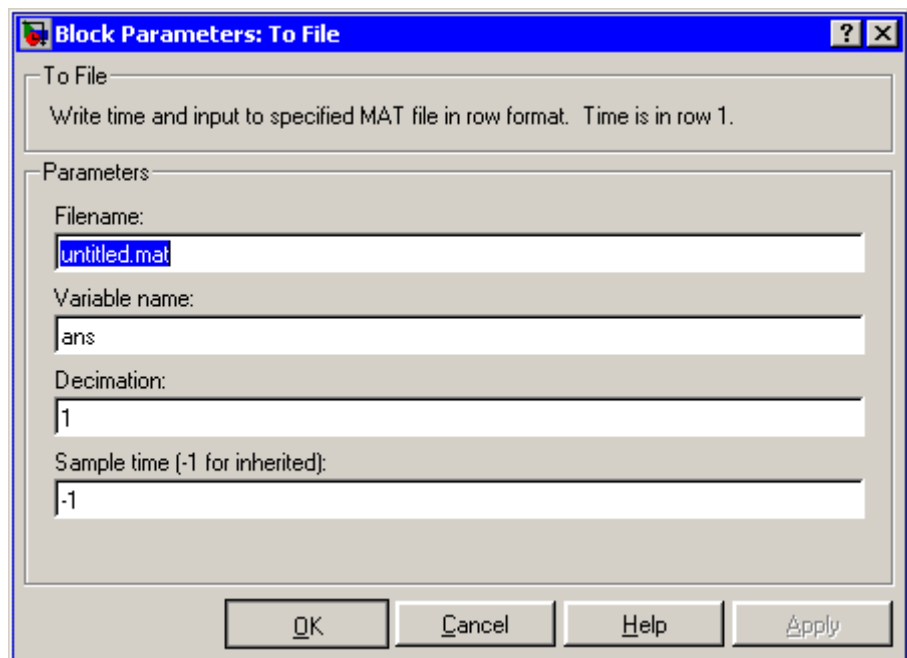 Block Parameters: To File
To File
Write time and input to specified MAT file in row format. Time is in row 1.
Parameters
Filename:
untitled.mat
Variable name:
ans
Decimation:
1
Sample time (-1 for inherited):
-1
OK Cancel Help Apply